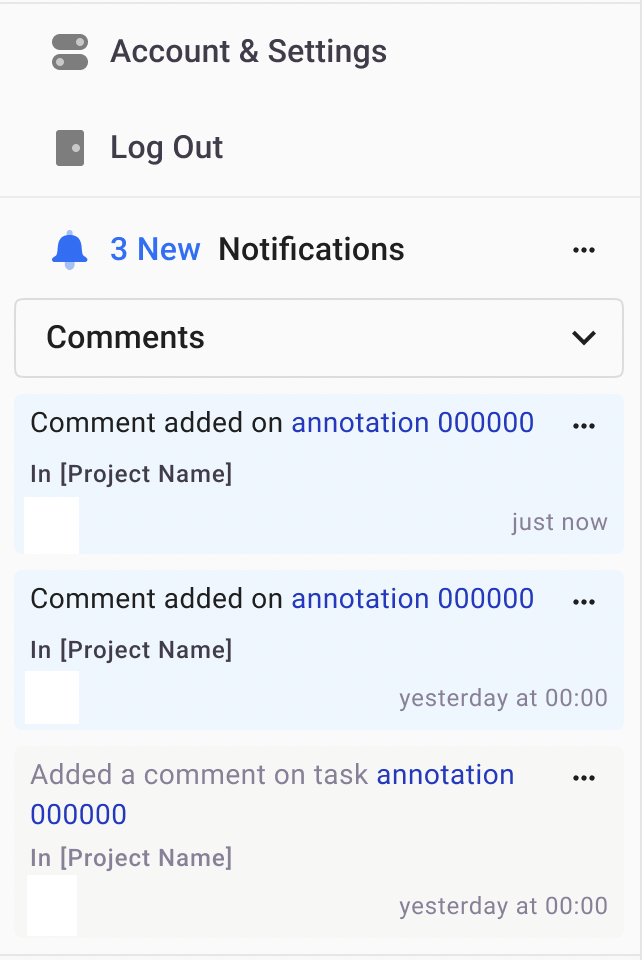 Account & Settings
Log Out
3 New Notifications
Comments
Comment added on annotation 000000
In [Project Name]
just now
Comment added on annotation 000000
In [Project Name]
yesterday at 00:00
Added a comment on task annotation
000000
In [Project Name]
yesterday at 00:00